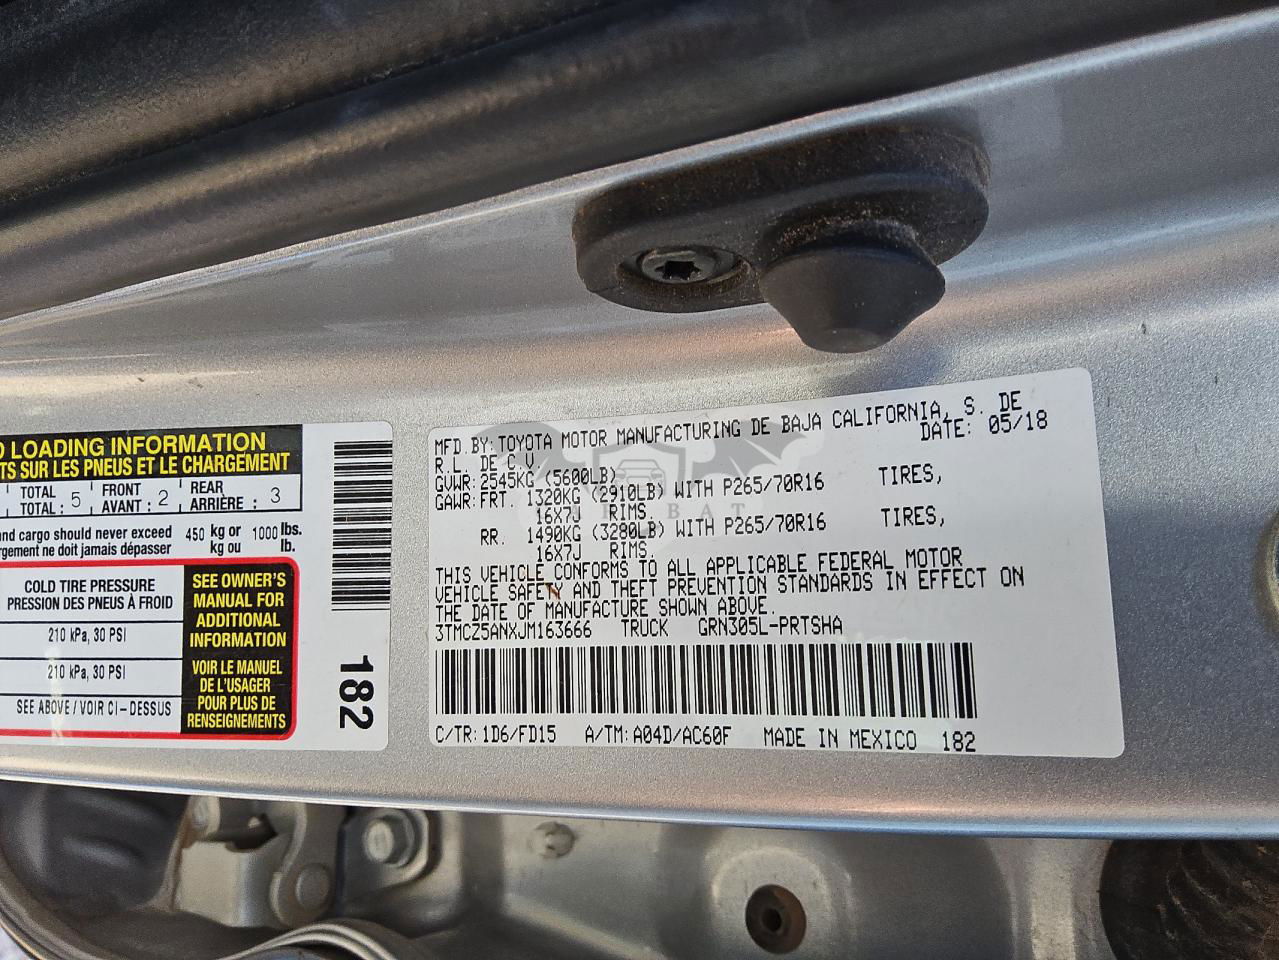 D LOADING INFORMATION
TS SUR LES PNEUS ET LE CHARGEMENT
TOTAL : 5 FRONT AVANT : 2 REAR ARRIÈRE : 3
and cargo should never exceed 450 kg or 1000 lbs.
rgement ne doit jamais dépasser kg ou lb.
COLD TIRE PRESSURE
PRESSION DES PNEUS À FROID
210 kPa, 30 PSI
210 kPa, 30 PSI
SEE ABOVE / VOIR CI-DESSUS
SEE OWNER'S
MANUAL FOR
ADDITIONAL
INFORMATION
VOIR LE MANUEL
DE L'USAGER
POUR PLUS DE
RENSEIGNEMENTS
182
MFD BY: TOYOTA MOTOR MANUFACTURING DE BAJA CALIFORNIA, S. DE
R.L. DE C.V DATE: 05/18
GVWR: 2545KG (5600LB)
GAWR: FRT. 1320KG (2910LB) WITH P265/70R16 TIRES,
16X7J RIMS.
RR. 1490KG (3280LB) WITH P265/70R16 TIRES,
16X7J RIMS.
THIS VEHICLE CONFORMS TO ALL APPLICABLE FEDERAL MOTOR
VEHICLE SAFETY AND THEFT PREVENTION STANDARDS IN EFFECT ON
THE DATE OF MANUFACTURE SHOWN ABOVE.
3TMCZ5ANXJM163666 TRUCK GRN305L-PRTSHA
C/TR: 1D6/FD15 A/TM: A04D/AC60F MADE IN MEXICO 182